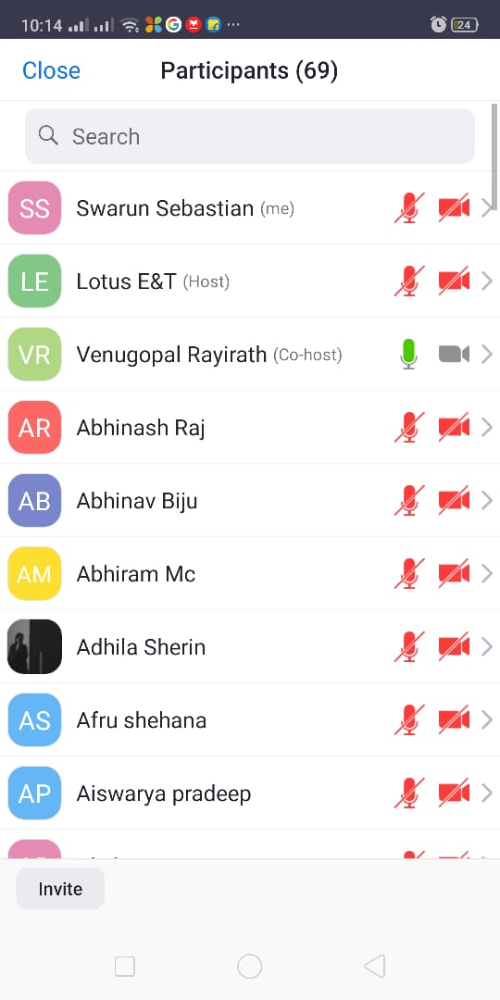 10:14
24
Close
Participants (69)
Search
SS Swarun Sebastian (me)
LE Lotus E&T (Host)
VR Venugopal Rayirath (Co-host)
AR Abhinash Raj
AB Abhinav Biju
AM Abhiram Mc
Adhila Sherin
AS Afru shehana
AP Aiswarya pradeep
Invite